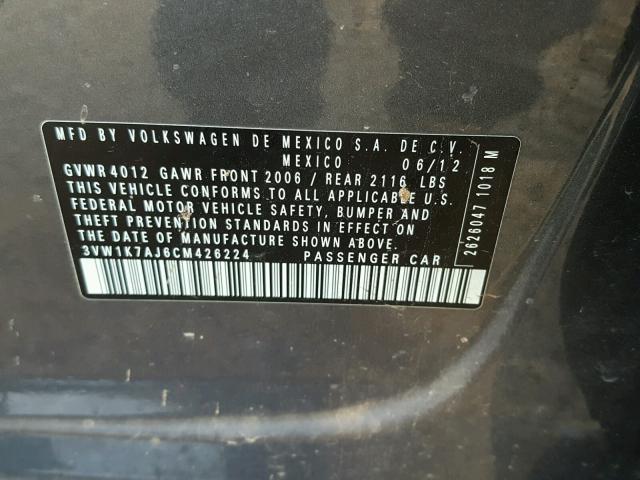 MFD BY VOLKSWAGEN DE MEXICO S.A. DE C.V.
MEXICO 06/12
GVWR 4012 GAWR FRONT 2006 / REAR 2116 LBS
THIS VEHICLE CONFORMS TO ALL APPLICABLE U.S.
FEDERAL MOTOR VEHICLE SAFETY, BUMPER AND
THEFT PREVENTION STANDARDS IN EFFECT ON
THE DATE OF MANUFACTURE SHOWN ABOVE.
3VW1K7AJ6CM426224 PASSENGER CAR
2626047 1018 M